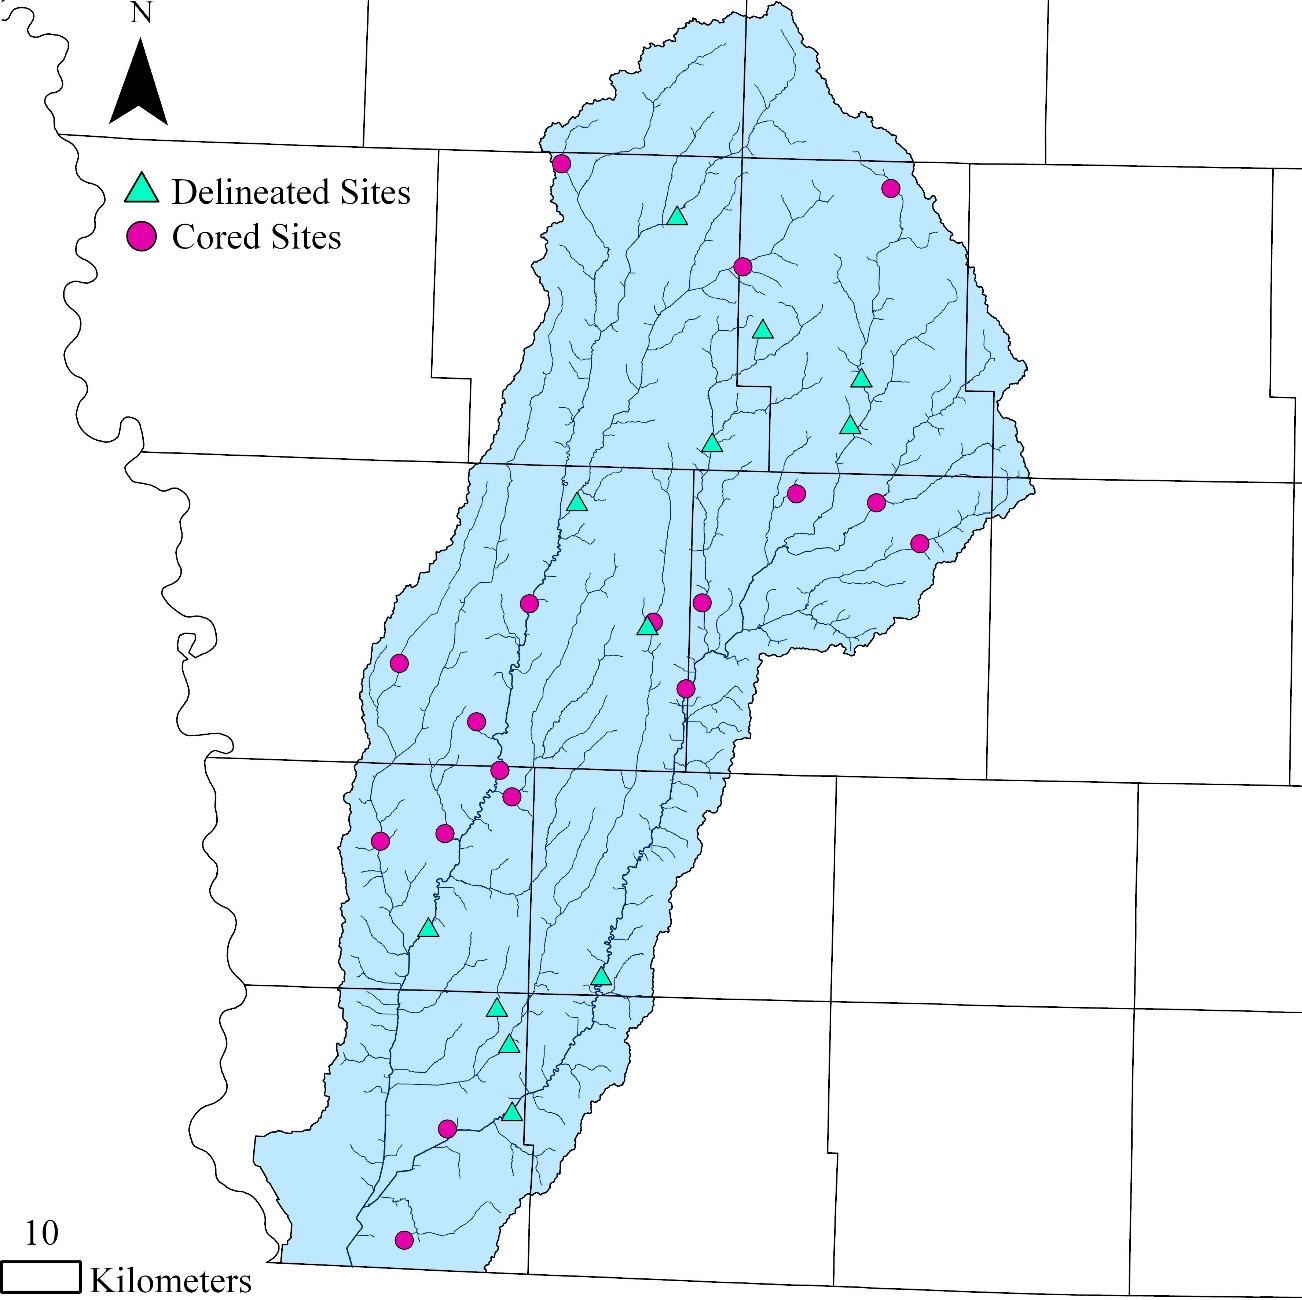 N
Delineated Sites
Cored Sites
10
Kilometers